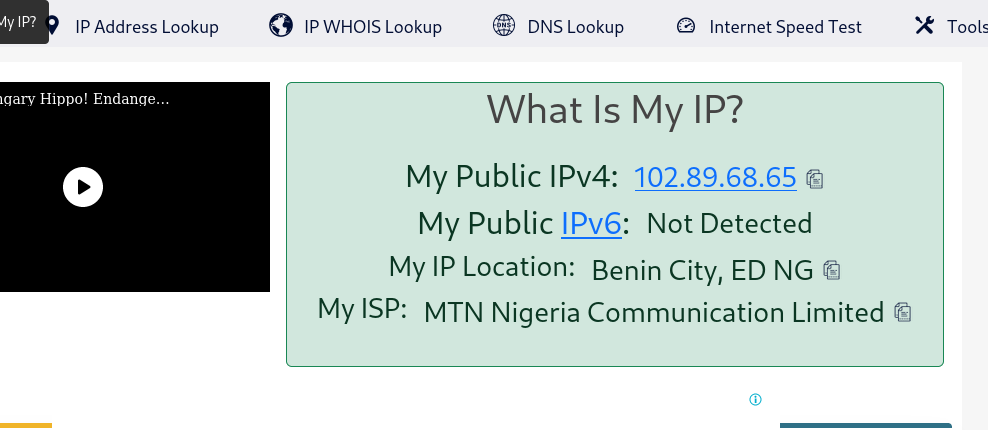 My IP?
IP Address Lookup
IP WHOIS Lookup
DNS
DNS Lookup
Internet Speed Test
Tools
ngary Hippo! Endange...
What Is My IP?
My Public IPv4: 102.89.68.65
My Public IPv6: Not Detected
My IP Location: Benin City, ED NG
My ISP: MTN Nigeria Communication Limited